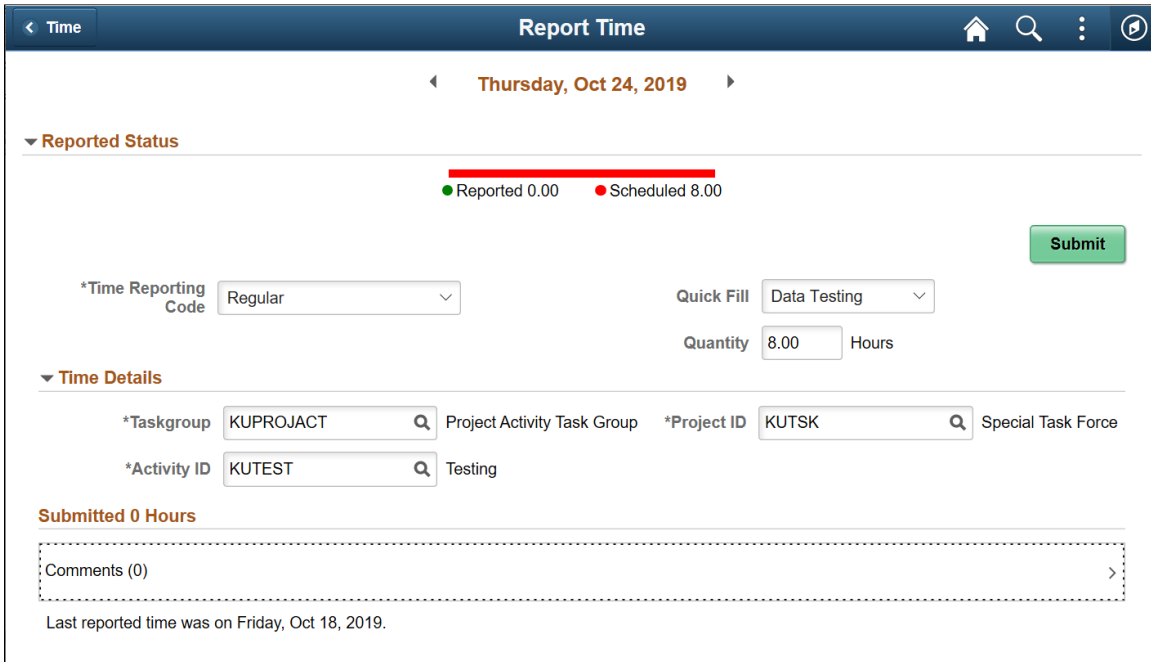 Time
Report Time
Thursday, Oct 24, 2019
Reported Status
Reported 0.00 Scheduled 8.00
Submit
*Time Reporting Code Regular
Quick Fill Data Testing
Quantity 8.00 Hours
Time Details
*Taskgroup KUPROJACT Project Activity Task Group *Project ID KUTSK Special Task Force
*Activity ID KUTEST Testing
Submitted 0 Hours
Comments (0)
Last reported time was on Friday, Oct 18, 2019.